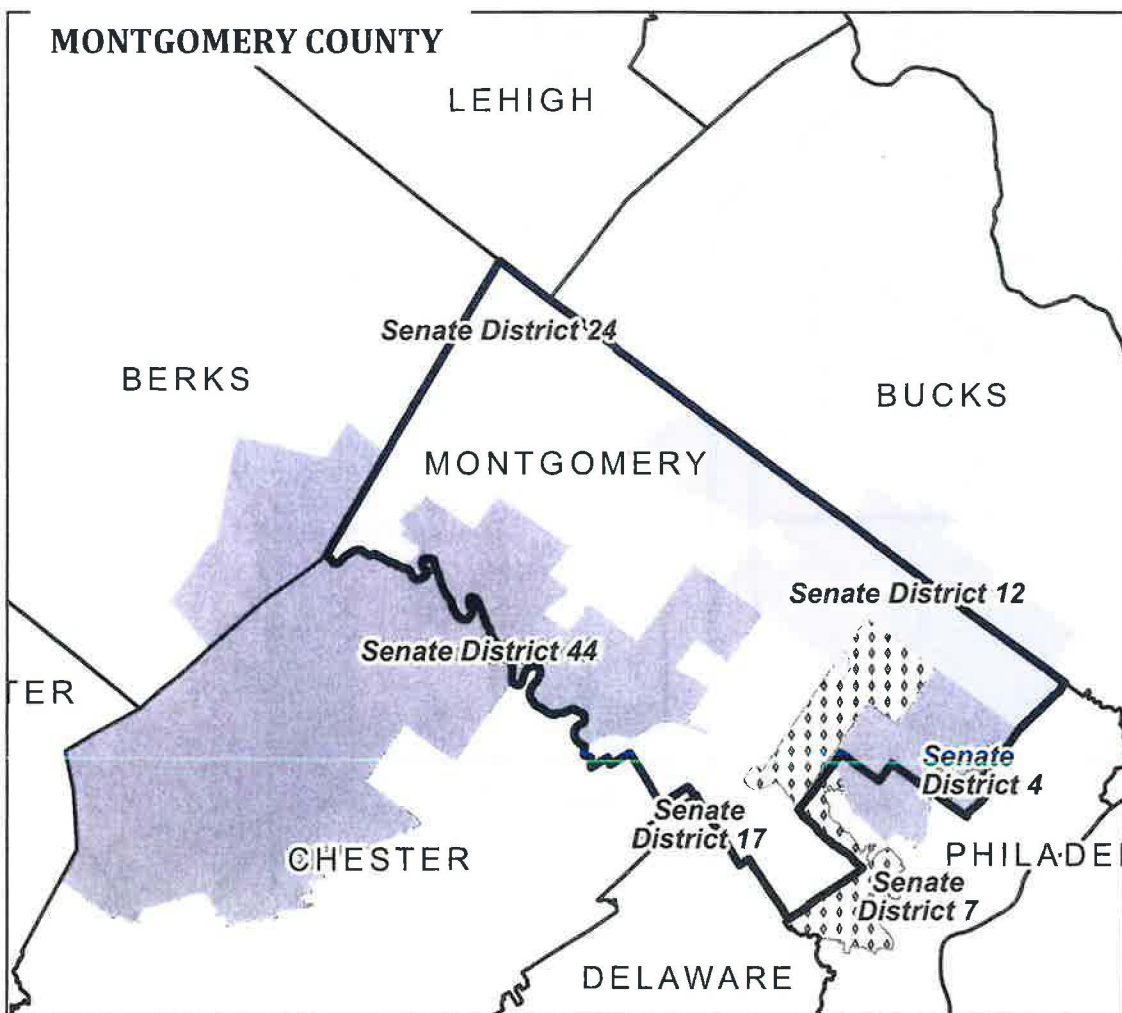 MONTGOMERY COUNTY
LEHIGH
Senate District 24
BERKS
BUCKS
MONTGOMERY
Senate District 12
Senate District 44
TER
Senate
District 4
Senate
District 17
CHESTER
PHILADEL
Senate
District 7
DELAWARE